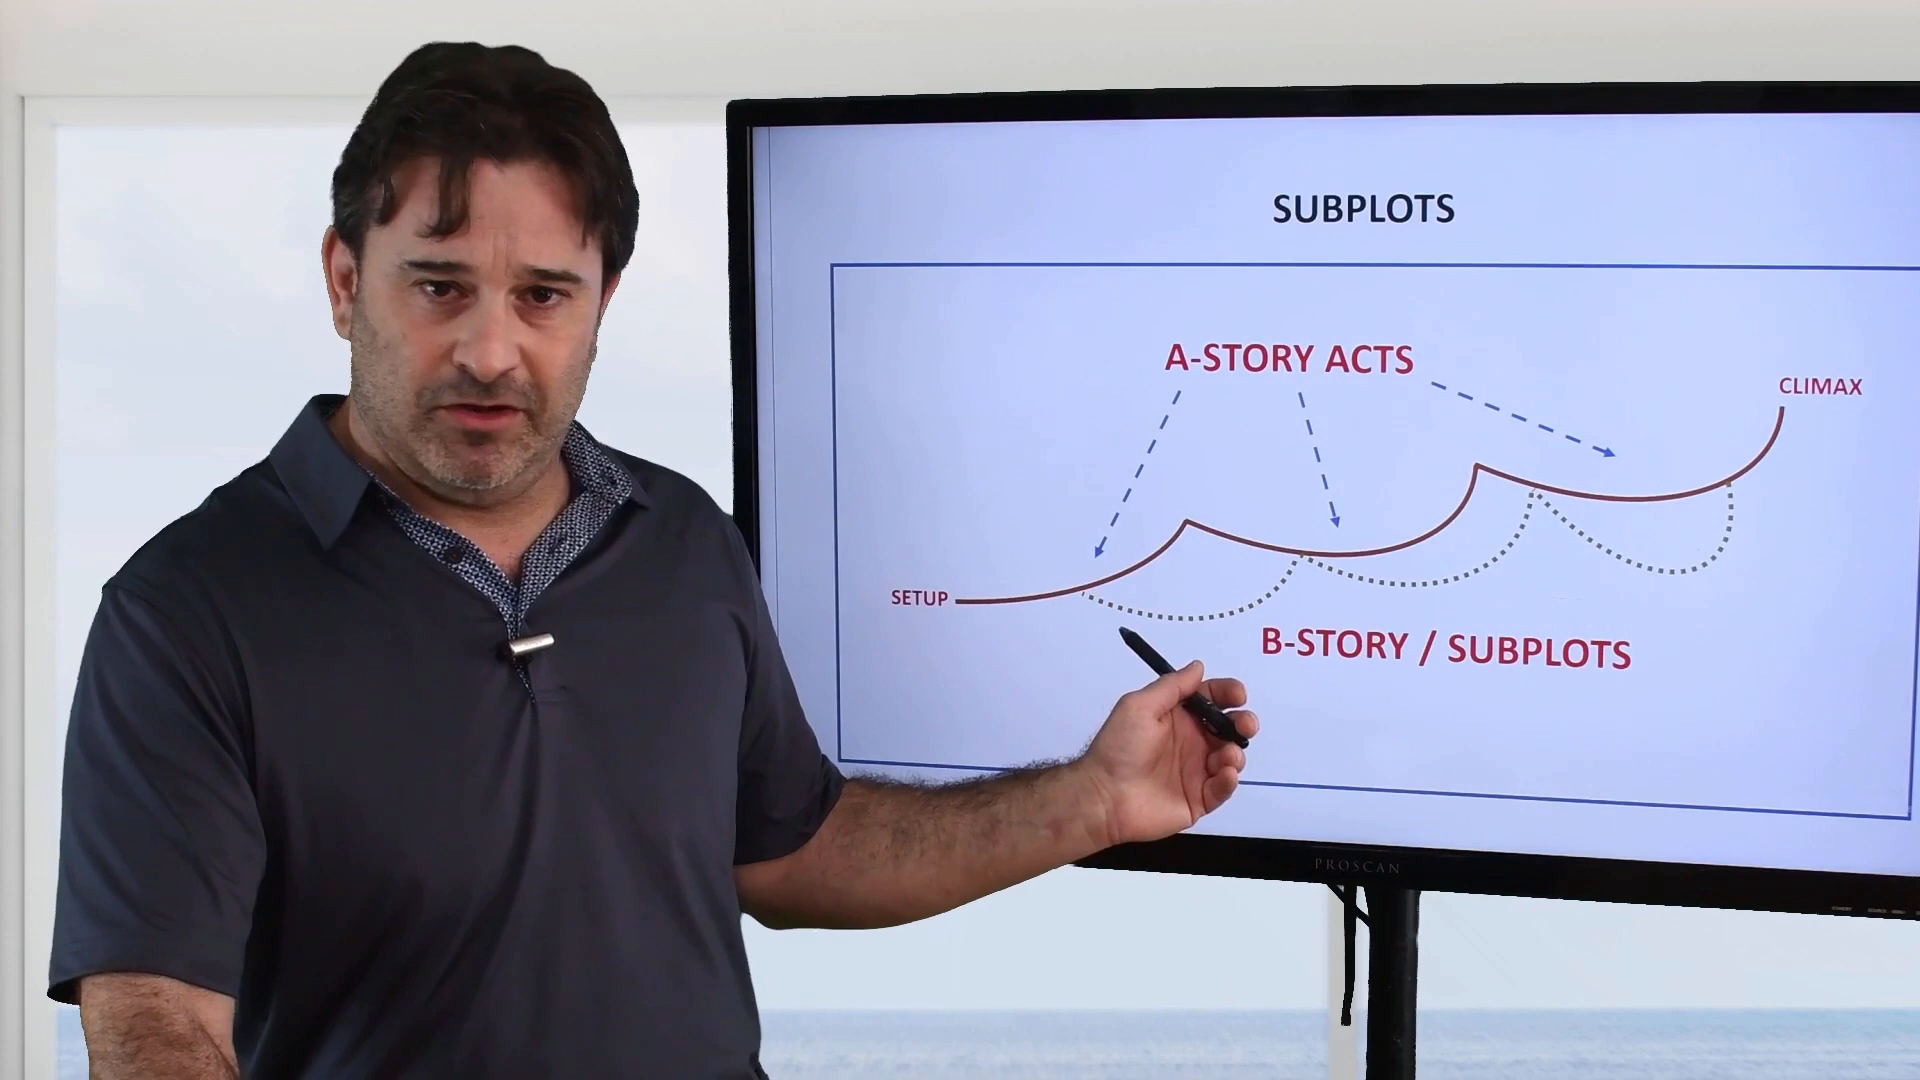 SUBPLOTS
A-STORY ACTS
CLIMAX
SETUP
B-STORY / SUBPLOTS
PROSCAN